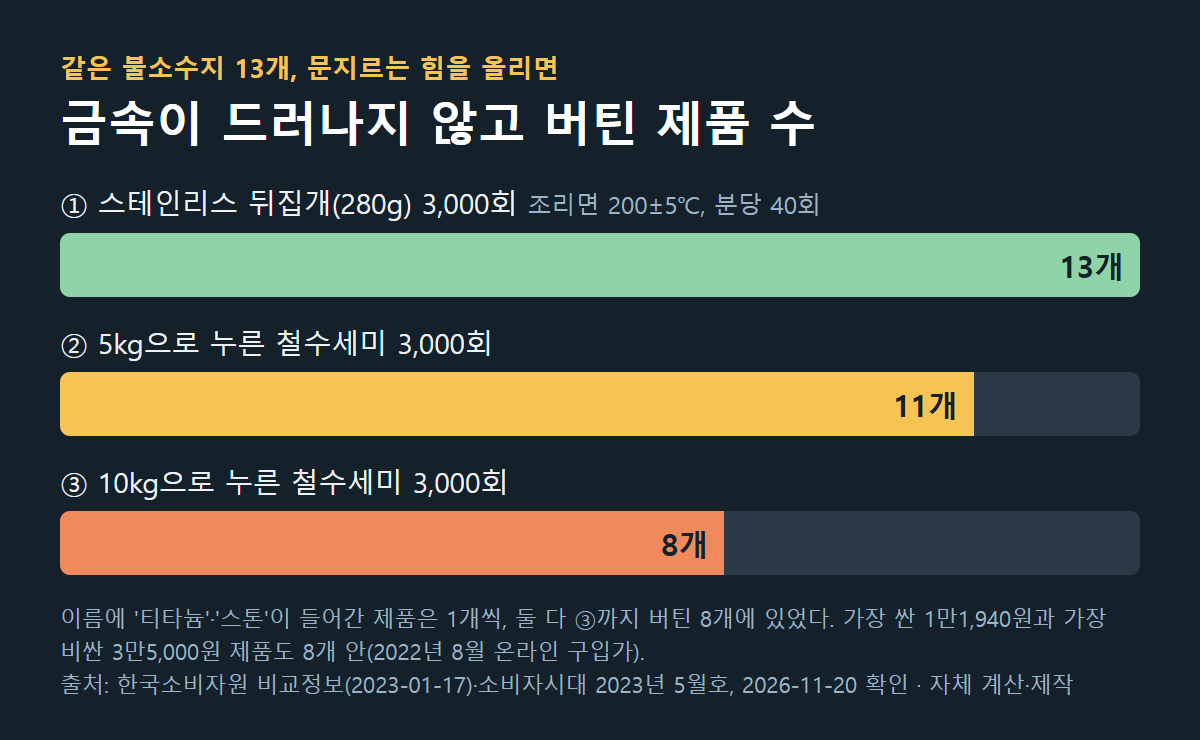 같은 불소수지 13개, 문지르는 힘을 올리면
금속이 드러나지 않고 버틴 제품 수
① 스테인리스 뒤집개(280g) 3,000회 조리면 200±5℃, 분당 40회
13개
② 5kg으로 누른 철수세미 3,000회
11개
③ 10kg으로 누른 철수세미 3,000회
8개
이름에 '티타늄'·'스톤'이 들어간 제품은 1개씩, 둘 다 ③까지 버틴 8개에 있었다. 가장 싼 1만1,940원과 가장
비싼 3만5,000원 제품도 8개 안(2022년 8월 온라인 구입가).
출처: 한국소비자원 비교정보(2023-01-17)·소비자시대 2023년 5월호, 2026-11-20 확인 · 자체 계산·제작